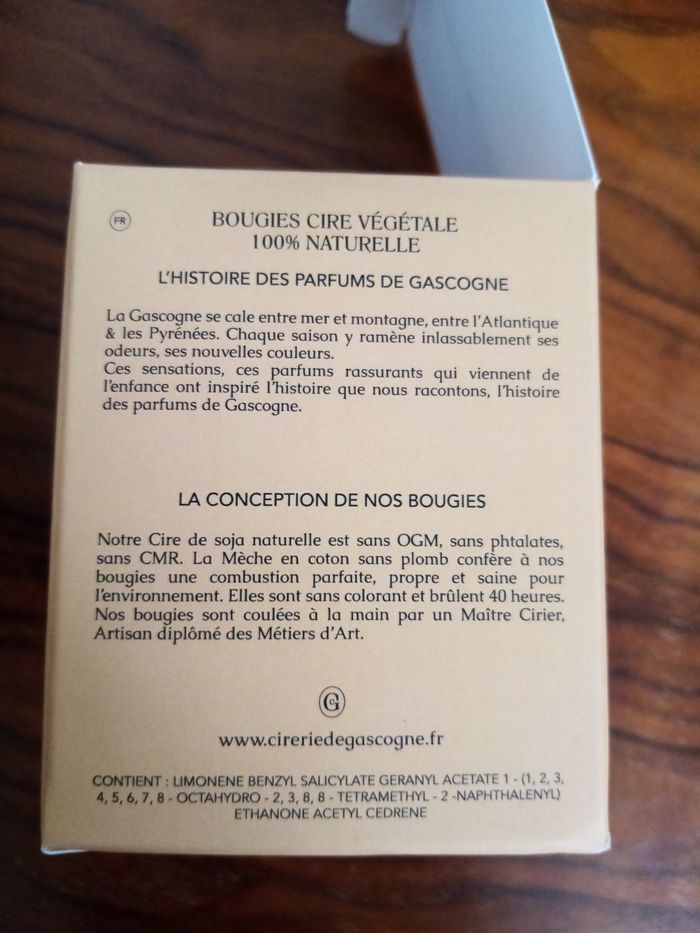 FR
BOUGIES CIRE VÉGÉTALE
100% NATURELLE
L'HISTOIRE DES PARFUMS DE GASCOGNE
La Gascogne se cale entre mer et montagne, entre l'Atlantique
& les Pyrénées. Chaque saison y ramène inlassablement ses
odeurs, ses nouvelles couleurs.
Ces sensations, ces parfums rassurants qui viennent de
l'enfance ont inspiré l'histoire que nous racontons, l'histoire
des parfums de Gascogne.
LA CONCEPTION DE NOS BOUGIES
Notre Cire de soja naturelle est sans OGM, sans phtalates,
sans CMR. La Mèche en coton sans plomb confère à nos
bougies une combustion parfaite, propre et saine pour
l'environnement. Elles sont sans colorant et brûlent 40 heures.
Nos bougies sont coulées à la main par un Maître Cirier,
Artisan diplômé des Métiers d'Art.
CG
www.cireriedegascogne.fr
CONTIENT : LIMONENE BENZYL SALICYLATE GERANYL ACETATE 1 - (1, 2, 3,
4, 5, 6, 7, 8 - OCTAHYDRO - 2, 3, 8, 8 - TETRAMETHYL - 2 -NAPHTHALENYL)
ETHANONE ACETYL CEDRENE